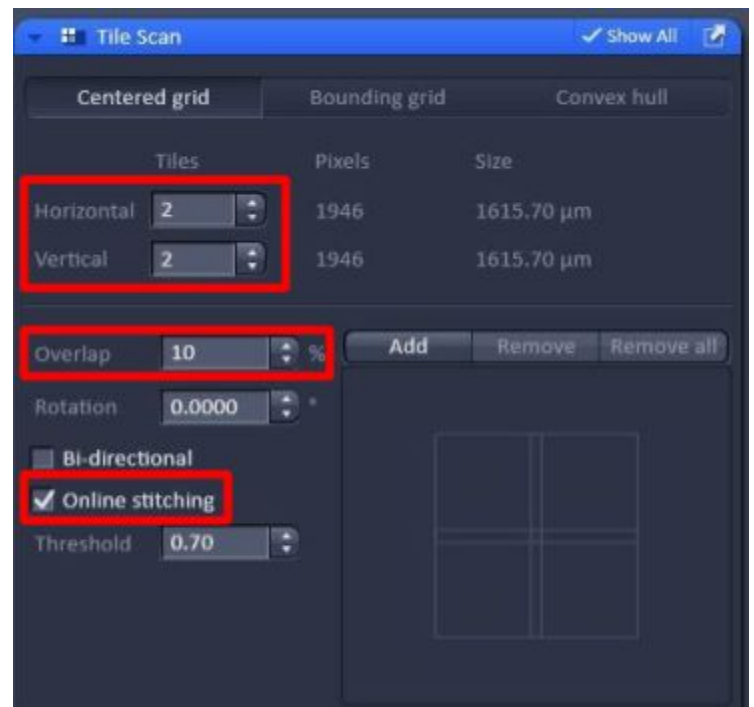 Tile Scan Show All
Centered grid Bounding grid Convex hull
Tiles Pixels Size
Horizontal 2 1946 1615.70 µm
Vertical 2 1946 1615.70 µm
Overlap 10 % Add Remove Remove all
Rotation 0.0000 °
Bi-directional
Online stitching
Threshold 0.70